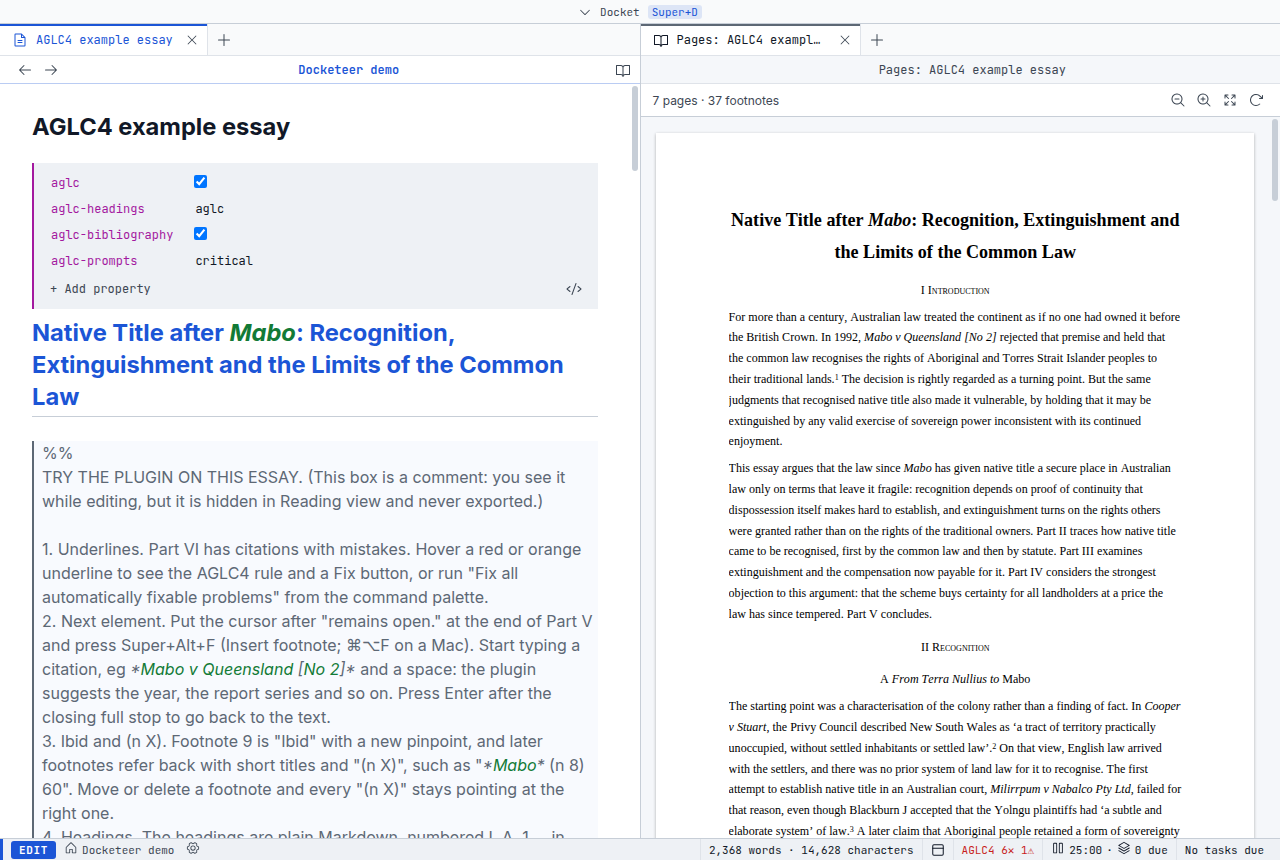 Docket Super+D
AGLC4 example essay
Pages: AGLC4 exampl…
Docketeer demo
Pages: AGLC4 example essay
7 pages · 37 footnotes
AGLC4 example essay
aglc
aglc-headings aglc
aglc-bibliography
aglc-prompts critical
+ Add property
Native Title after Mabo: Recognition,
Extinguishment and the Limits of the Common
Law
%%
TRY THE PLUGIN ON THIS ESSAY. (This box is a comment: you see it
while editing, but it is hidden in Reading view and never exported.)
1. Underlines. Part VI has citations with mistakes. Hover a red or orange
underline to see the AGLC4 rule and a Fix button, or run "Fix all
automatically fixable problems" from the command palette.
2. Next element. Put the cursor after "remains open." at the end of Part V
and press Super+Alt+F (Insert footnote; ⌘⌥F on a Mac). Start typing a
citation, eg *Mabo v Queensland [No 2]* and a space: the plugin
suggests the year, the report series and so on. Press Enter after the
closing full stop to go back to the text.
3. Ibid and (n X). Footnote 9 is "Ibid" with a new pinpoint, and later
footnotes refer back with short titles and "(n X)", such as "*Mabo* (n 8)
60". Move or delete a footnote and every "(n X)" stays pointing at the
right one.
4. Headings. The headings are plain Markdown, numbered I, A, 1 … in
Native Title after Mabo: Recognition, Extinguishment and
the Limits of the Common Law
I Introduction
For more than a century, Australian law treated the continent as if no one had owned it before
the British Crown. In 1992, Mabo v Queensland [No 2] rejected that premise and held that
the common law recognises the rights of Aboriginal and Torres Strait Islander peoples to
their traditional lands.1 The decision is rightly regarded as a turning point. But the same
judgments that recognised native title also made it vulnerable, by holding that it may be
extinguished by any valid exercise of sovereign power inconsistent with its continued
enjoyment.
This essay argues that the law since Mabo has given native title a secure place in Australian
law only on terms that leave it fragile: recognition depends on proof of continuity that
dispossession itself makes hard to establish, and extinguishment turns on the rights others
were granted rather than on the rights of the traditional owners. Part II traces how native title
came to be recognised, first by the common law and then by statute. Part III examines
extinguishment and the compensation now payable for it. Part IV considers the strongest
objection to this argument: that the scheme buys certainty for all landholders at a price the
law has since tempered. Part V concludes.
II Recognition
A From Terra Nullius to Mabo
The starting point was a characterisation of the colony rather than a finding of fact. In Cooper
v Stuart, the Privy Council described New South Wales as ‘a tract of territory practically
unoccupied, without settled inhabitants or settled law’.2 On that view, English law arrived
with the settlers, and there was no prior system of land law for it to recognise. The first
attempt to establish native title in an Australian court, Milirrpum v Nabalco Pty Ltd, failed for
that reason, even though Blackburn J accepted that the Yolngu plaintiffs had ‘a subtle and
elaborate system’ of law.3 A later claim that Aboriginal people retained a form of sovereignty
EDIT Docketeer demo
2,368 words · 14,628 characters AGLC4 6× 1⚠ 25:00 · 0 due No tasks due